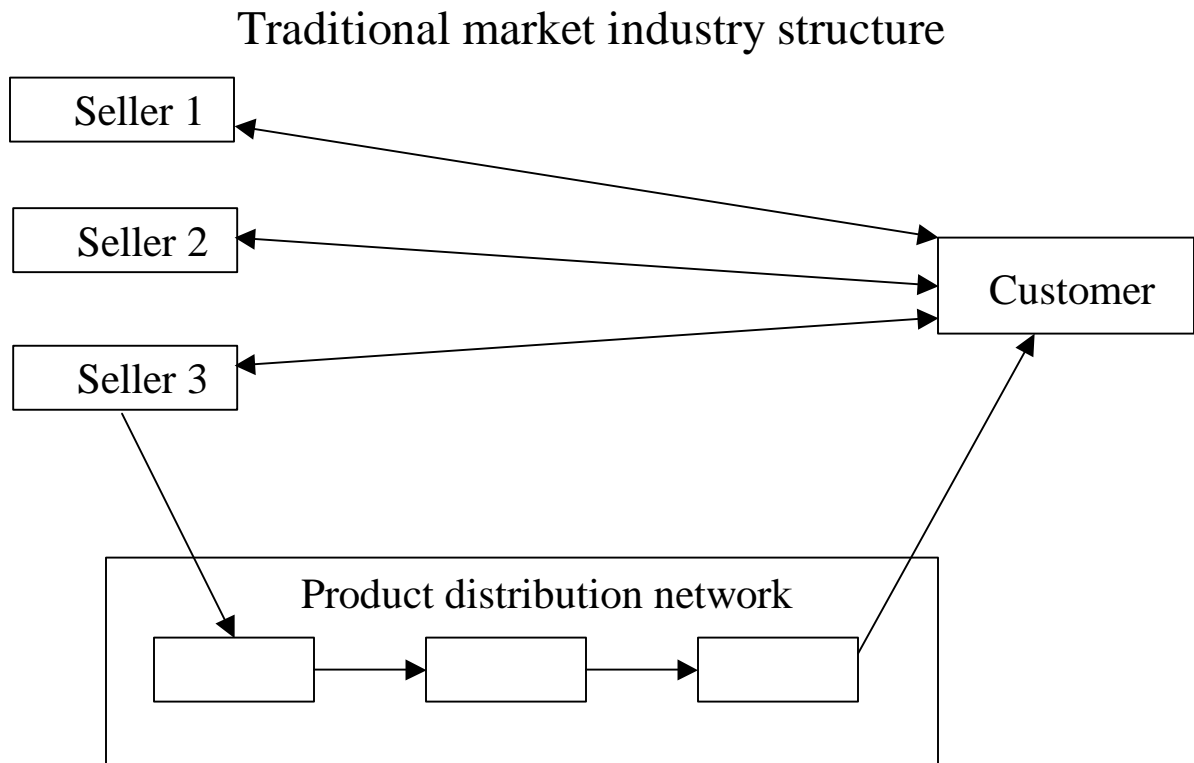 Traditional market industry structure
Seller 1
Seller 2
Customer
Seller 3
Product distribution network